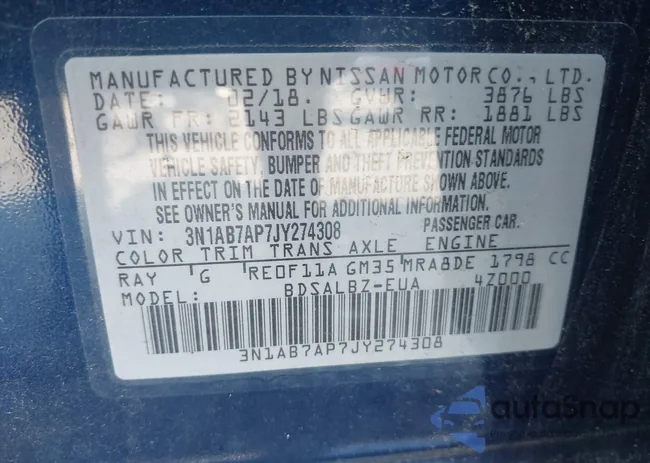 MANUFACTURED BY NISSAN MOTOR CO., LTD.
DATE: 02/18. GVWR: 3876 LBS
GAWR FR: 2143 LBS GAWR RR: 1881 LBS
THIS VEHICLE CONFORMS TO ALL APPLICABLE FEDERAL MOTOR
VEHICLE SAFETY, BUMPER AND THEFT PREVENTION STANDARDS
IN EFFECT ON THE DATE OF MANUFACTURE SHOWN ABOVE.
SEE OWNER'S MANUAL FOR ADDITIONAL INFORMATION.
VIN: 3N1AB7AP7JY274308 PASSENGER CAR.
COLOR TRIM TRANS AXLE ENGINE
RAY G RE0F11A GM35 MRA8DE 1798 CC
MODEL: BDSALBZ-EUA 4Z000
3N1AB7AP7JY274308
autoSnap